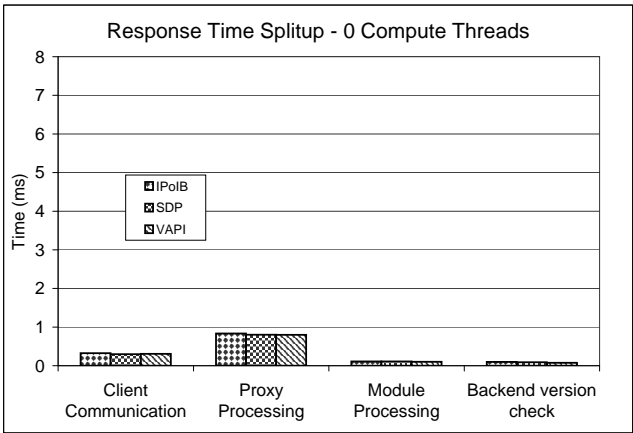 Response Time Splitup - 0 Compute Threads
8
7
6
5
4
3
2
1
0
Time (ms)
IPoIB
SDP
VAPI
Client Communication
Proxy Processing
Module Processing
Backend version check